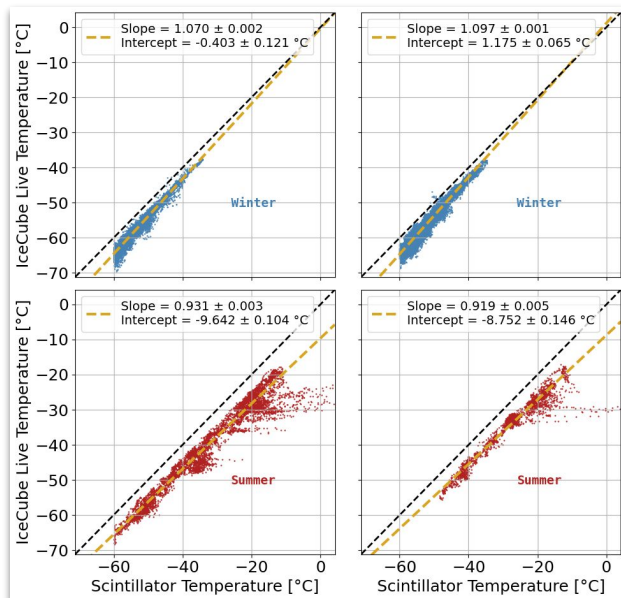 Slope = 1.070 ± 0.002
Intercept = -0.403 ± 0.121 °C
Slope = 1.097 ± 0.001
Intercept = 1.175 ± 0.065 °C
IceCube Live Temperature [°C]
0
−10
−20
−30
−40
−50
−60
−70
Winter
Winter
Slope = 0.931 ± 0.003
Intercept = -9.642 ± 0.104 °C
Slope = 0.919 ± 0.005
Intercept = -8.752 ± 0.146 °C
IceCube Live Temperature [°C]
0
−10
−20
−30
−40
−50
−60
−70
Summer
Summer
−60 −40 −20 0
−60 −40 −20 0
Scintillator Temperature [°C]
Scintillator Temperature [°C]